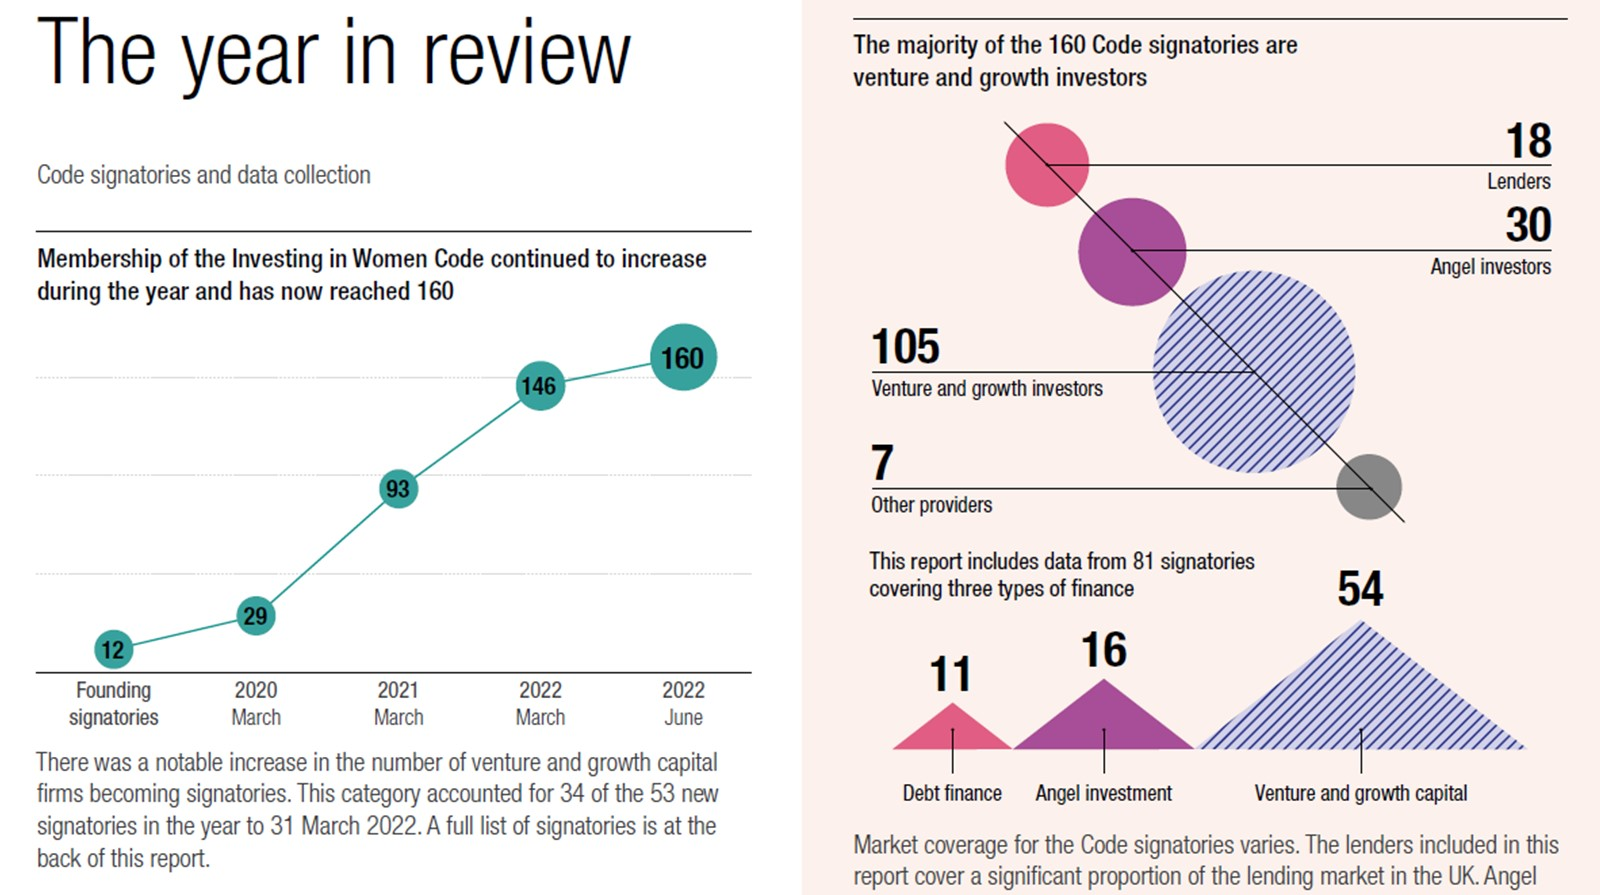 The year in review
Code signatories and data collection
Membership of the Investing in Women Code continued to increase
during the year and has now reached 160
160
146
93
29
12
Founding
signatories
2020
March
2021
March
2022
March
2022
June
There was a notable increase in the number of venture and growth capital
firms becoming signatories. This category accounted for 34 of the 53 new
signatories in the year to 31 March 2022. A full list of signatories is at the
back of this report.
The majority of the 160 Code signatories are
venture and growth investors
18
Lenders
30
Angel investors
105
Venture and growth investors
7
Other providers
This report includes data from 81 signatories
covering three types of finance
54
16
11
Debt finance
Angel investment
Venture and growth capital
Market coverage for the Code signatories varies. The lenders included in this
report cover a significant proportion of the lending market in the UK. Angel